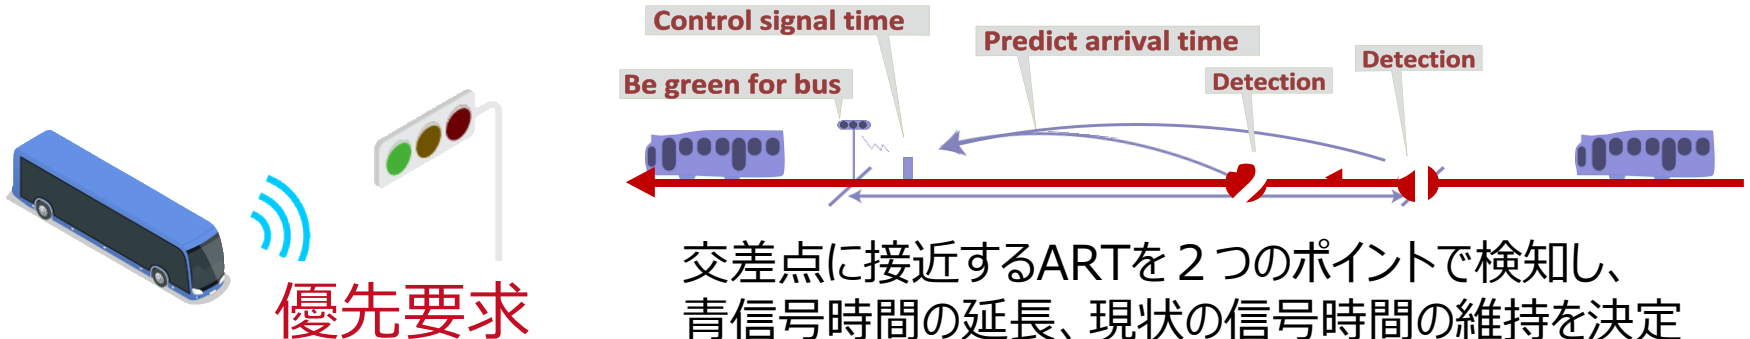 Control signal time
Predict arrival time
Detection
Be green for bus
Detection
2
1
優先要求
交差点に接近するARTを２つのポイントで検知し、
青信号時間の延長、現状の信号時間の維持を決定